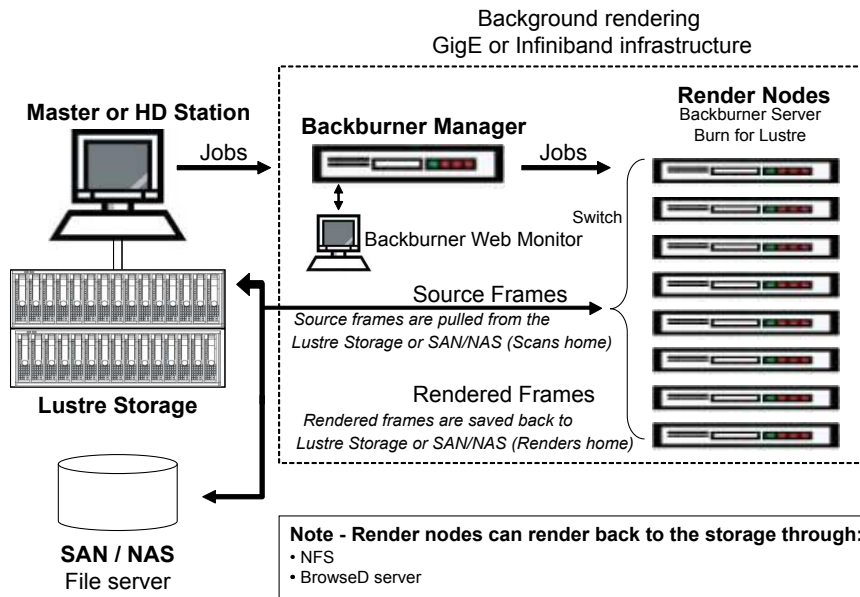 Background rendering
GigE or Infiniband infrastructure
Master or HD Station
Jobs
Backburner Manager
Jobs
Render Nodes
Backburner Server
Burn for Lustre
Switch
Backburner Web Monitor
Source Frames
Source frames are pulled from the
Lustre Storage or SAN/NAS (Scans home)
Lustre Storage
Rendered Frames
Rendered frames are saved back to
Lustre Storage or SAN/NAS (Renders home)
SAN / NAS
File server
Note - Render nodes can render back to the storage through:
• NFS
• BrowseD server